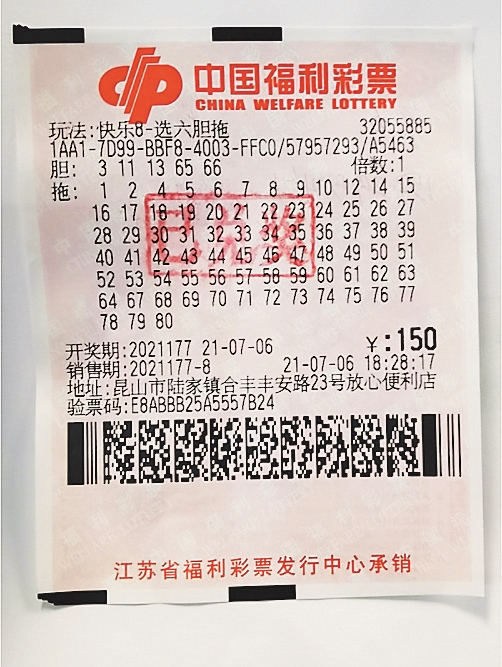 中国福利彩票
CHINA WELFARE LOTTERY
玩法:快乐8-选六胆拖 32055885
1AA1-7D99-BBF8-4003-FFC0/57957293/A5463
胆: 3 11 13 65 66 倍数:1
拖: 1 2 4 5 6 7 8 9 10 12 14 15
16 17 18 19 20 21 22 23 24 25 26 27
28 29 30 31 32 33 34 35 36 37 38 39
40 41 42 43 44 45 46 47 48 49 50 51
52 53 54 55 56 57 58 59 60 61 62 63
64 67 68 69 70 71 72 73 74 75 76 77
78 79 80
开奖期:2021177 21-07-06 ¥:150
销售期:2021177-8 21-07-06 18:28:17
地址:昆山市陆家镇合丰丰安路23号放心便利店
验票码:E8ABBB25A5557B24
江苏省福利彩票发行中心承销